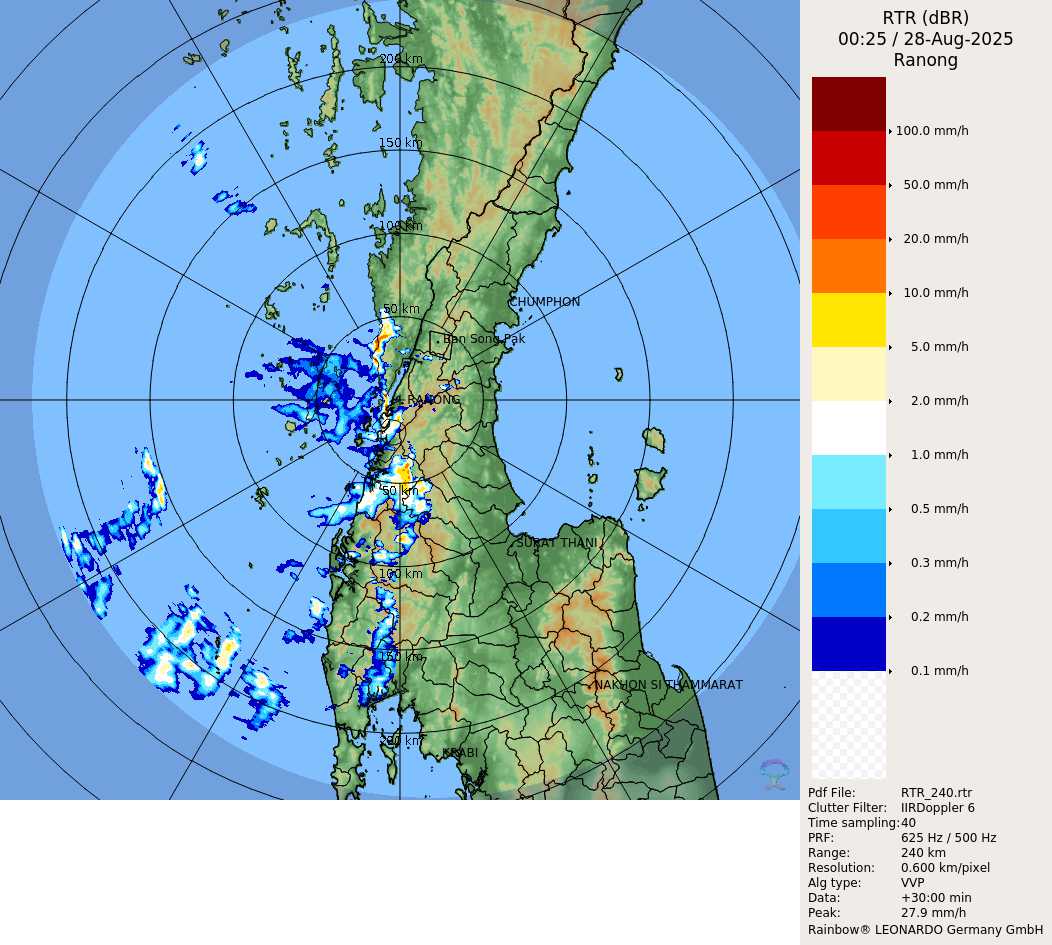 RTR (dBR)
00:25 / 28-Aug-2025
Ranong
200 km
150 km
100 km
50 km
CHUMPHON
Ban Song Pak
RANONG
50 km
SURAT THANI
100 km
150 km
NAKHON SI THAMMARAT
200 km
KRABI
100.0 mm/h
50.0 mm/h
20.0 mm/h
10.0 mm/h
5.0 mm/h
2.0 mm/h
1.0 mm/h
0.5 mm/h
0.3 mm/h
0.2 mm/h
0.1 mm/h
Pdf File: RTR_240.rtr
Clutter Filter: IIRDoppler 6
Time sampling: 40
PRF: 625 Hz / 500 Hz
Range: 240 km
Resolution: 0.600 km/pixel
Alg type: VVP
Data: +30:00 min
Peak: 27.9 mm/h
Rainbow® LEONARDO Germany GmbH